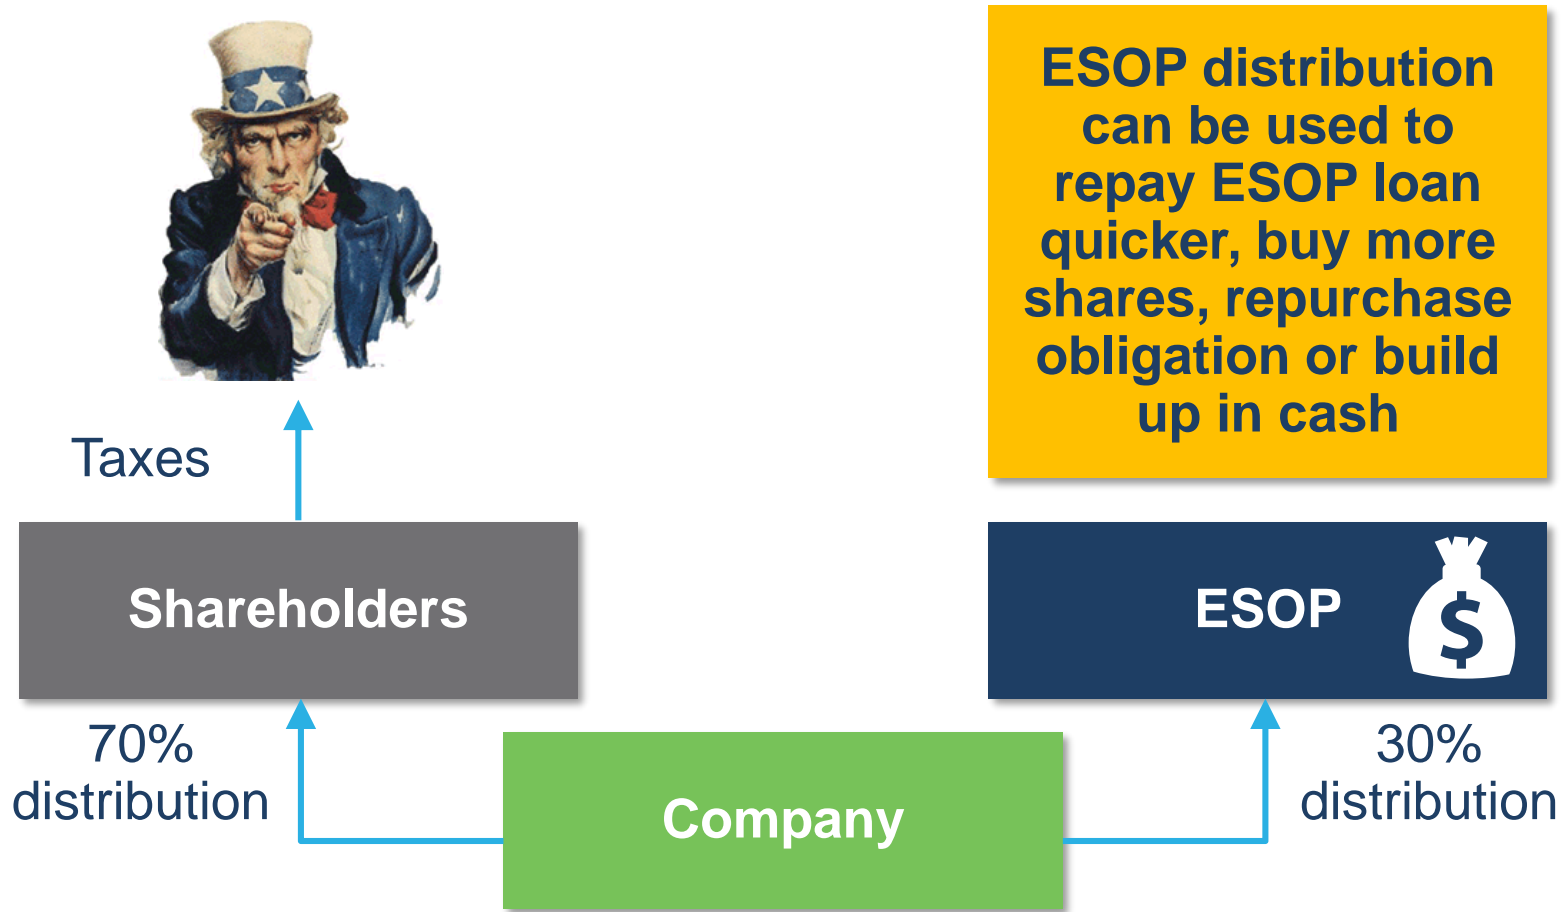 ESOP distribution
can be used to
repay ESOP loan
quicker, buy more
shares, repurchase
obligation or build
up in cash
Taxes
Shareholders
ESOP
$
70%
distribution
Company
30%
distribution